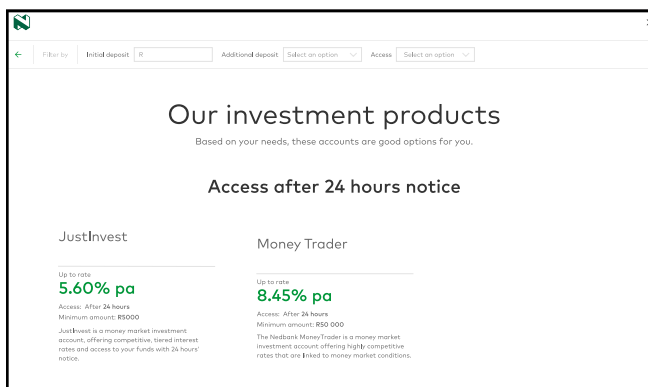 Filter by Initial deposit R Additional deposit Select an option Access Select an option
Our investment products
Based on your needs, these accounts are good options for you.
Access after 24 hours notice
JustInvest
Up to rate
5.60% pa
Access: After 24 hours
Minimum amount: R5000
JustInvest is a money market investment
account, offering competitive, tiered interest
rates and access to your funds with 24 hours'
notice.
Money Trader
Up to rate
8.45% pa
Access: After 24 hours
Minimum amount: R50 000
The Nedbank MoneyTrader is a money market
investment account offering highly competitive
rates that are linked to money market conditions.